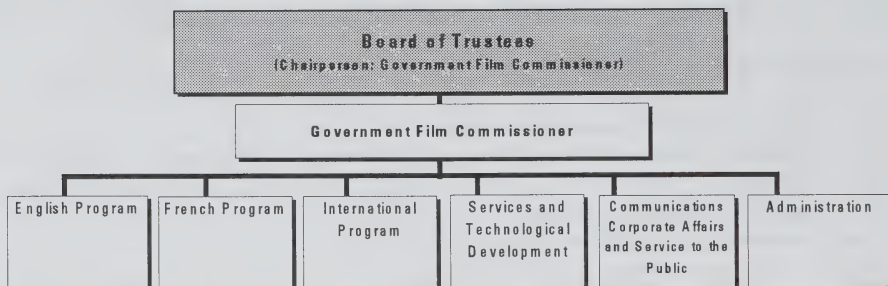 Board of Trustees
(Chairperson: Government Film Commissioner)
Government Film Commissioner
English Program
French Program
International
Program
Services and
Technological
Development
Communications
Corporate Affairs
and Service to the
Public
Administration